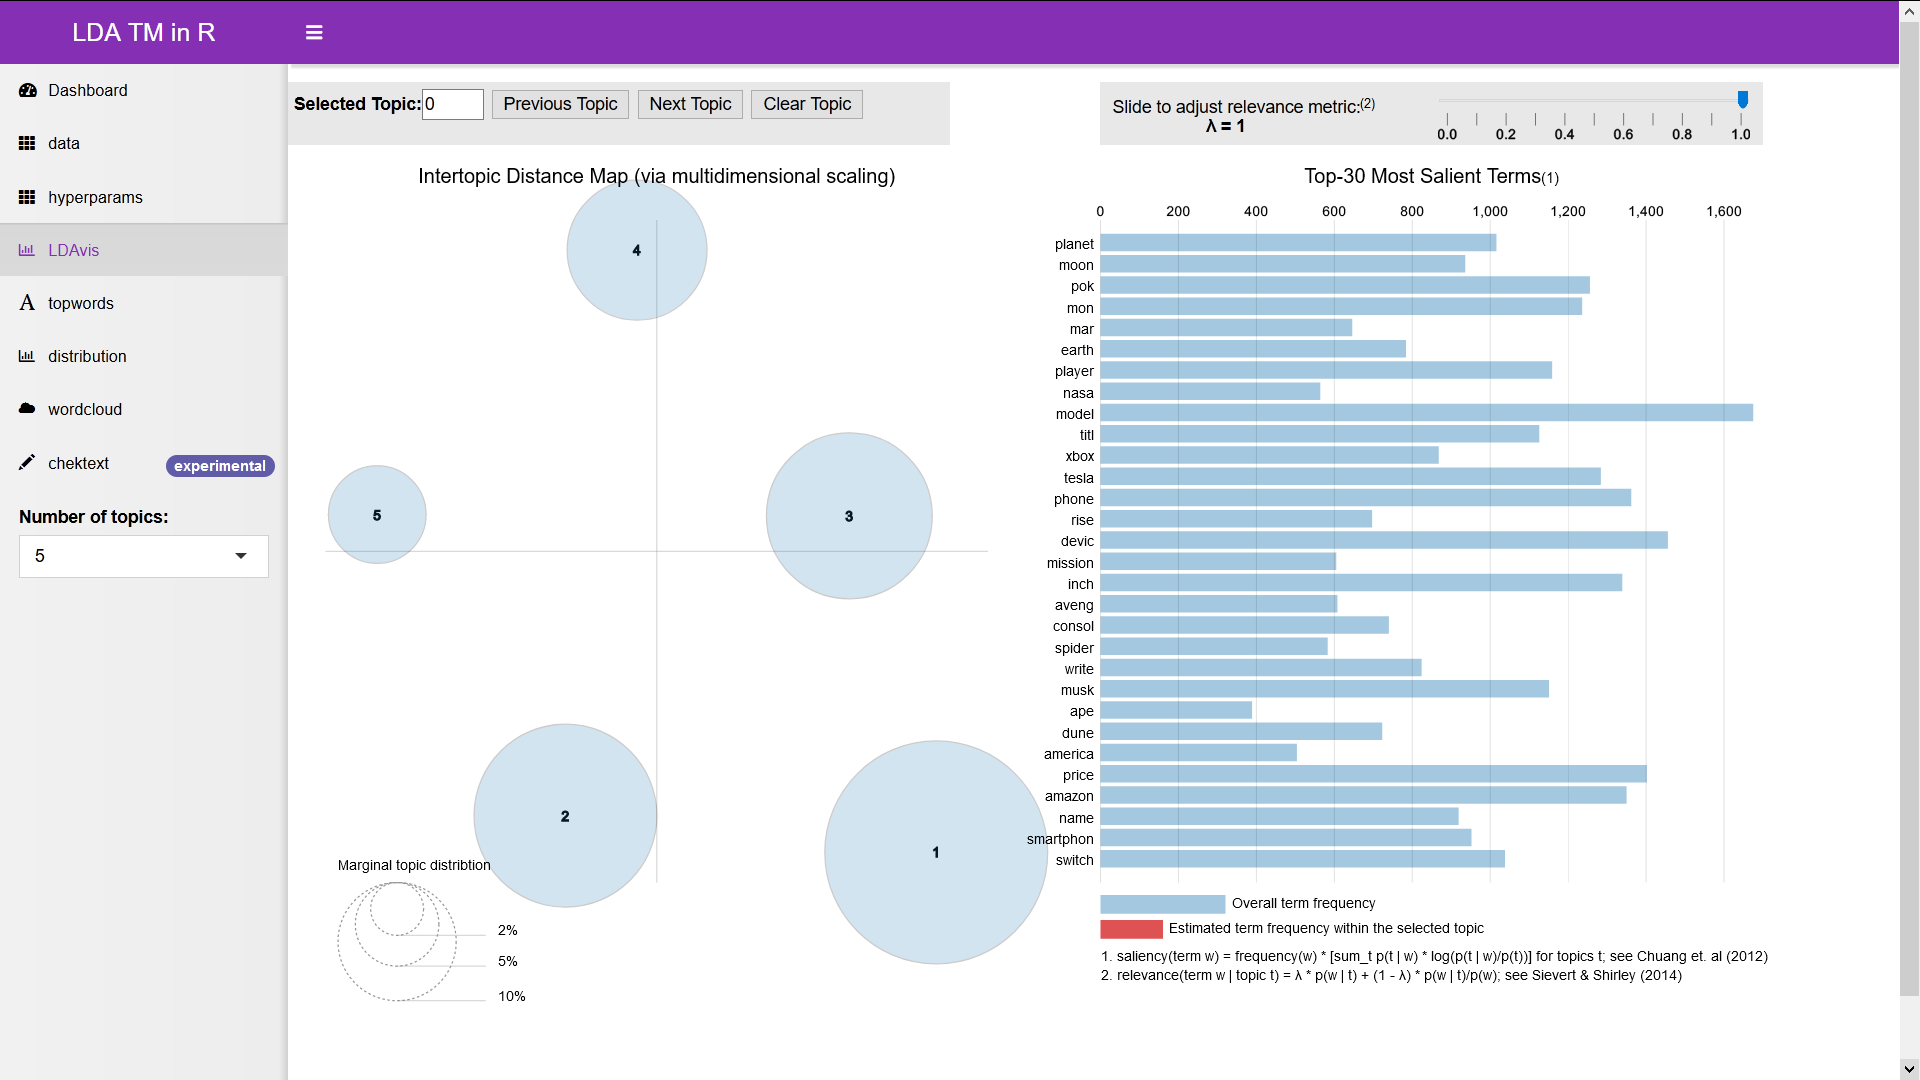 LDA TM in R
Dashboard
data
hyperparams
LDAvis
topwords
distribution
wordcloud
chektext experimental
Number of topics:
5
Selected Topic: 0 Previous Topic Next Topic Clear Topic
Slide to adjust relevance metric:(2)
λ = 1
0.0 0.2 0.4 0.6 0.8 1.0
Intertopic Distance Map (via multidimensional scaling)
4
5
3
2
1
Marginal topic distribtion
2%
5%
10%
Top-30 Most Salient Terms(1)
0 200 400 600 800 1,000 1,200 1,400 1,600
planet
moon
pok
mon
mar
earth
player
nasa
model
titl
xbox
tesla
phone
rise
devic
mission
inch
aveng
consol
spider
write
musk
ape
dune
america
price
amazon
name
smartphon
switch
Overall term frequency
Estimated term frequency within the selected topic
1. saliency(term w) = frequency(w) * [sum_t p(t | w) * log(p(t | w)/p(t))] for topics t; see Chuang et. al (2012)
2. relevance(term w | topic t) = λ * p(w | t) + (1 - λ) * p(w | t)/p(w); see Sievert & Shirley (2014)